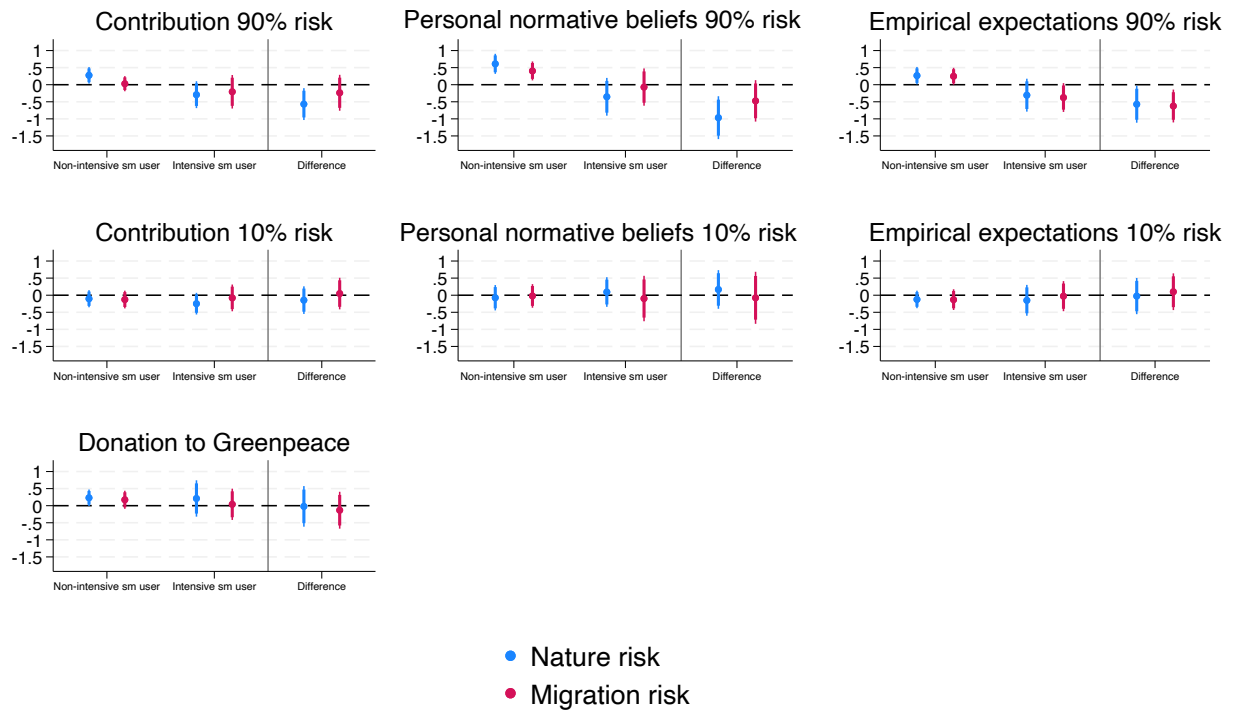 Contribution 90% risk
1
.5
0
-.5
-1
-1.5
Non-intensive sm user Intensive sm user Difference
Personal normative beliefs 90% risk
1
.5
0
-.5
-1
-1.5
Non-intensive sm user Intensive sm user Difference
Empirical expectations 90% risk
1
.5
0
-.5
-1
-1.5
Non-intensive sm user Intensive sm user Difference
Contribution 10% risk
1
.5
0
-.5
-1
-1.5
Non-intensive sm user Intensive sm user Difference
Personal normative beliefs 10% risk
1
.5
0
-.5
-1
-1.5
Non-intensive sm user Intensive sm user Difference
Empirical expectations 10% risk
1
.5
0
-.5
-1
-1.5
Non-intensive sm user Intensive sm user Difference
Donation to Greenpeace
1
.5
0
-.5
-1
-1.5
Non-intensive sm user Intensive sm user Difference
Nature risk
Migration risk